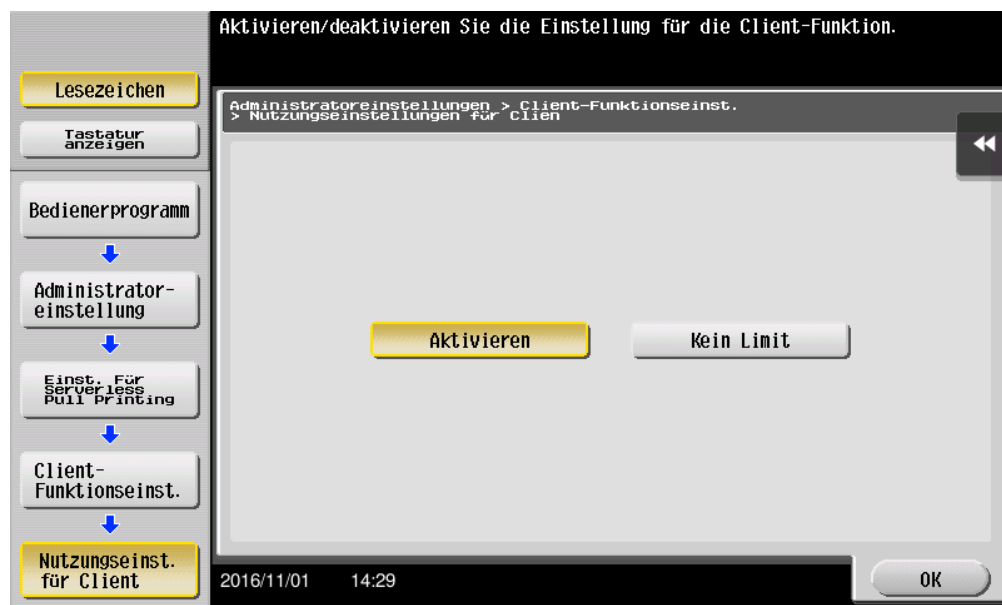 Aktivieren/deaktivieren Sie die Einstellung für die Client-Funktion.
Lesezeichen
Tastatur
anzeigen
Administratoreinstellungen > Client-Funktionseinst.
> Nutzungseinstellungen für Clien
Bedienerprogramm
Administrator-
einstellung
Einst. Für
Serverless
Pull Printing
Client-
Funktionseinst.
Nutzungseinst.
für Client
Aktivieren
Kein Limit
2016/11/01 14:29
OK